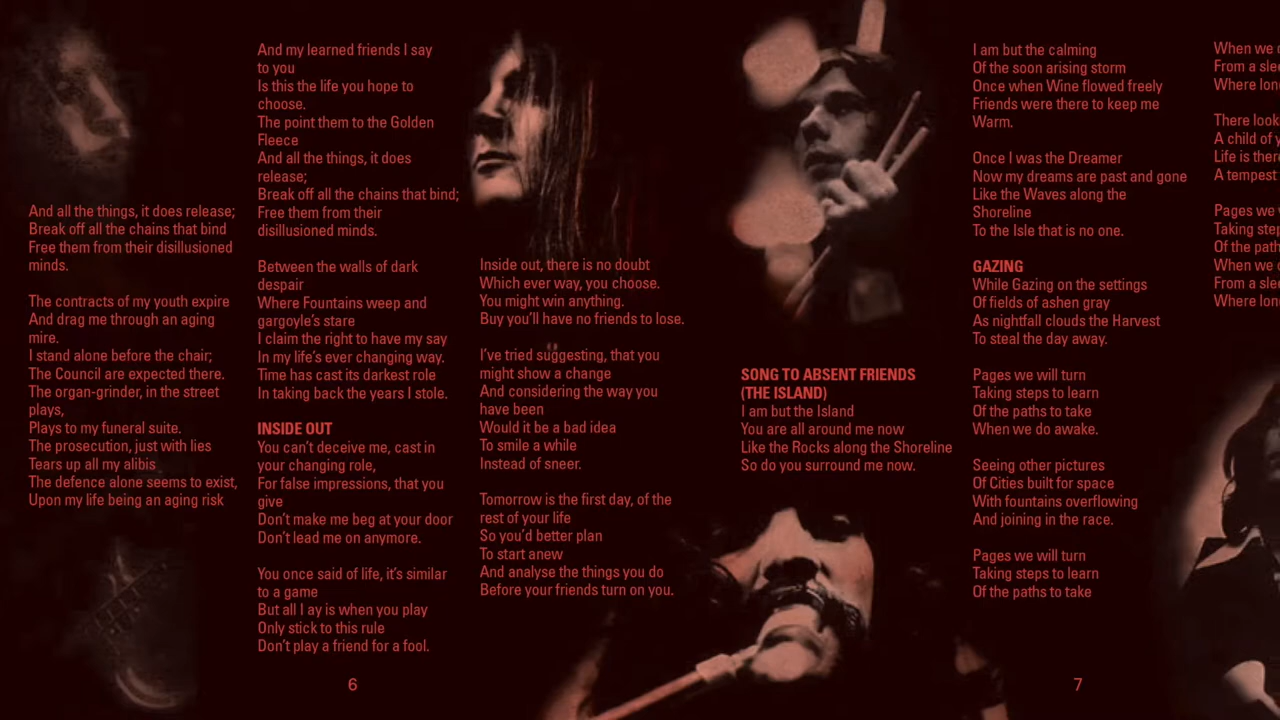 And all the things, it does release;
Break off all the chains that bind
Free them from their disillusioned
minds.
The contracts of my youth expire
And drag me through an aging
mire.
I stand alone before the chair;
The Council are expected there.
The organ-grinder, in the street
plays,
Plays to my funeral suite.
The prosecution, just with lies
Tears up all my alibis
The defence alone seems to exist,
Upon my life being an aging risk
And my learned friends I say
to you
Is this the life you hope to
choose.
The point them to the Golden
Fleece
And all the things, it does
release;
Break off all the chains that bind;
Free them from their
disillusioned minds.
Between the walls of dark
despair
Where Fountains weep and
gargoyle's stare
I claim the right to have my say
In my life's ever changing way.
Time has cast its darkest role
In taking back the years I stole.
INSIDE OUT
You can't deceive me, cast in
your changing role,
For false impressions, that you
give
Don't make me beg at your door
Don't lead me on anymore.
You once said of life, it's similar
to a game
But all I ay is when you play
Only stick to this rule
Don't play a friend for a fool.
6
Inside out, there is no doubt
Which ever way, you choose.
You might win anything.
Buy you'll have no friends to lose.
I've tried suggesting, that you
might show a change
And considering the way you
have been
Would it be a bad idea
To smile a while
Instead of sneer.
Tomorrow is the first day, of the
rest of your life
So you'd better plan
To start anew
And analyse the things you do
Before your friends turn on you.
SONG TO ABSENT FRIENDS
(THE ISLAND)
I am but the Island
You are all around me now
Like the Rocks along the Shoreline
So do you surround me now.
I am but the calming
Of the soon arising storm
Once when Wine flowed freely
Friends were there to keep me
Warm.
Once I was the Dreamer
Now my dreams are past and gone
Like the Waves along the
Shoreline
To the Isle that is no one.
GAZING
While Gazing on the settings
Of fields of ashen gray
As nightfall clouds the Harvest
To steal the day away.
Pages we will turn
Taking steps to learn
Of the paths to take
When we do awake.
Seeing other pictures
Of Cities built for space
With fountains overflowing
And joining in the race.
Pages we will turn
Taking steps to learn
Of the paths to take
7
When we
From a
Where
There
A child of
Life is
A tempest
Pages we
Taking
Of the
When we
From a
Where